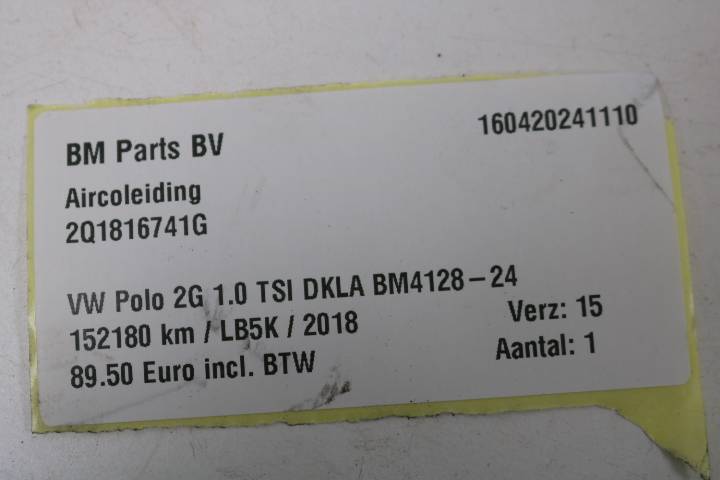 BM Parts BV
160420241110
Aircoleiding
2Q1816741G
VW Polo 2G 1.0 TSI DKLA BM4128-24
152180 km / LB5K / 2018
Verz: 15
89.50 Euro incl. BTW
Aantal: 1